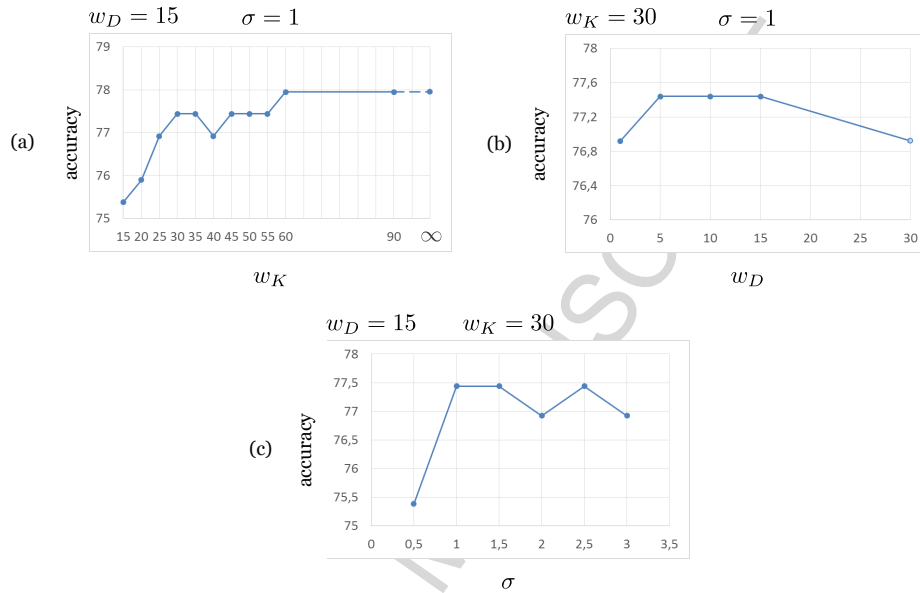 w_D = 15 σ = 1
79
78
77
76
75
accuracy
(a)
15 20 25 30 35 40 45 50 55 60 90 ∞
w_K
w_K = 30 σ = 1
78
77,6
77,2
76,8
76,4
76
accuracy
(b)
0 5 10 15 20 25 30
w_D
w_D = 15 w_K = 30
78
77,5
77
76,5
76
75,5
75
accuracy
(c)
0 0,5 1 1,5 2 2,5 3 3,5
σ